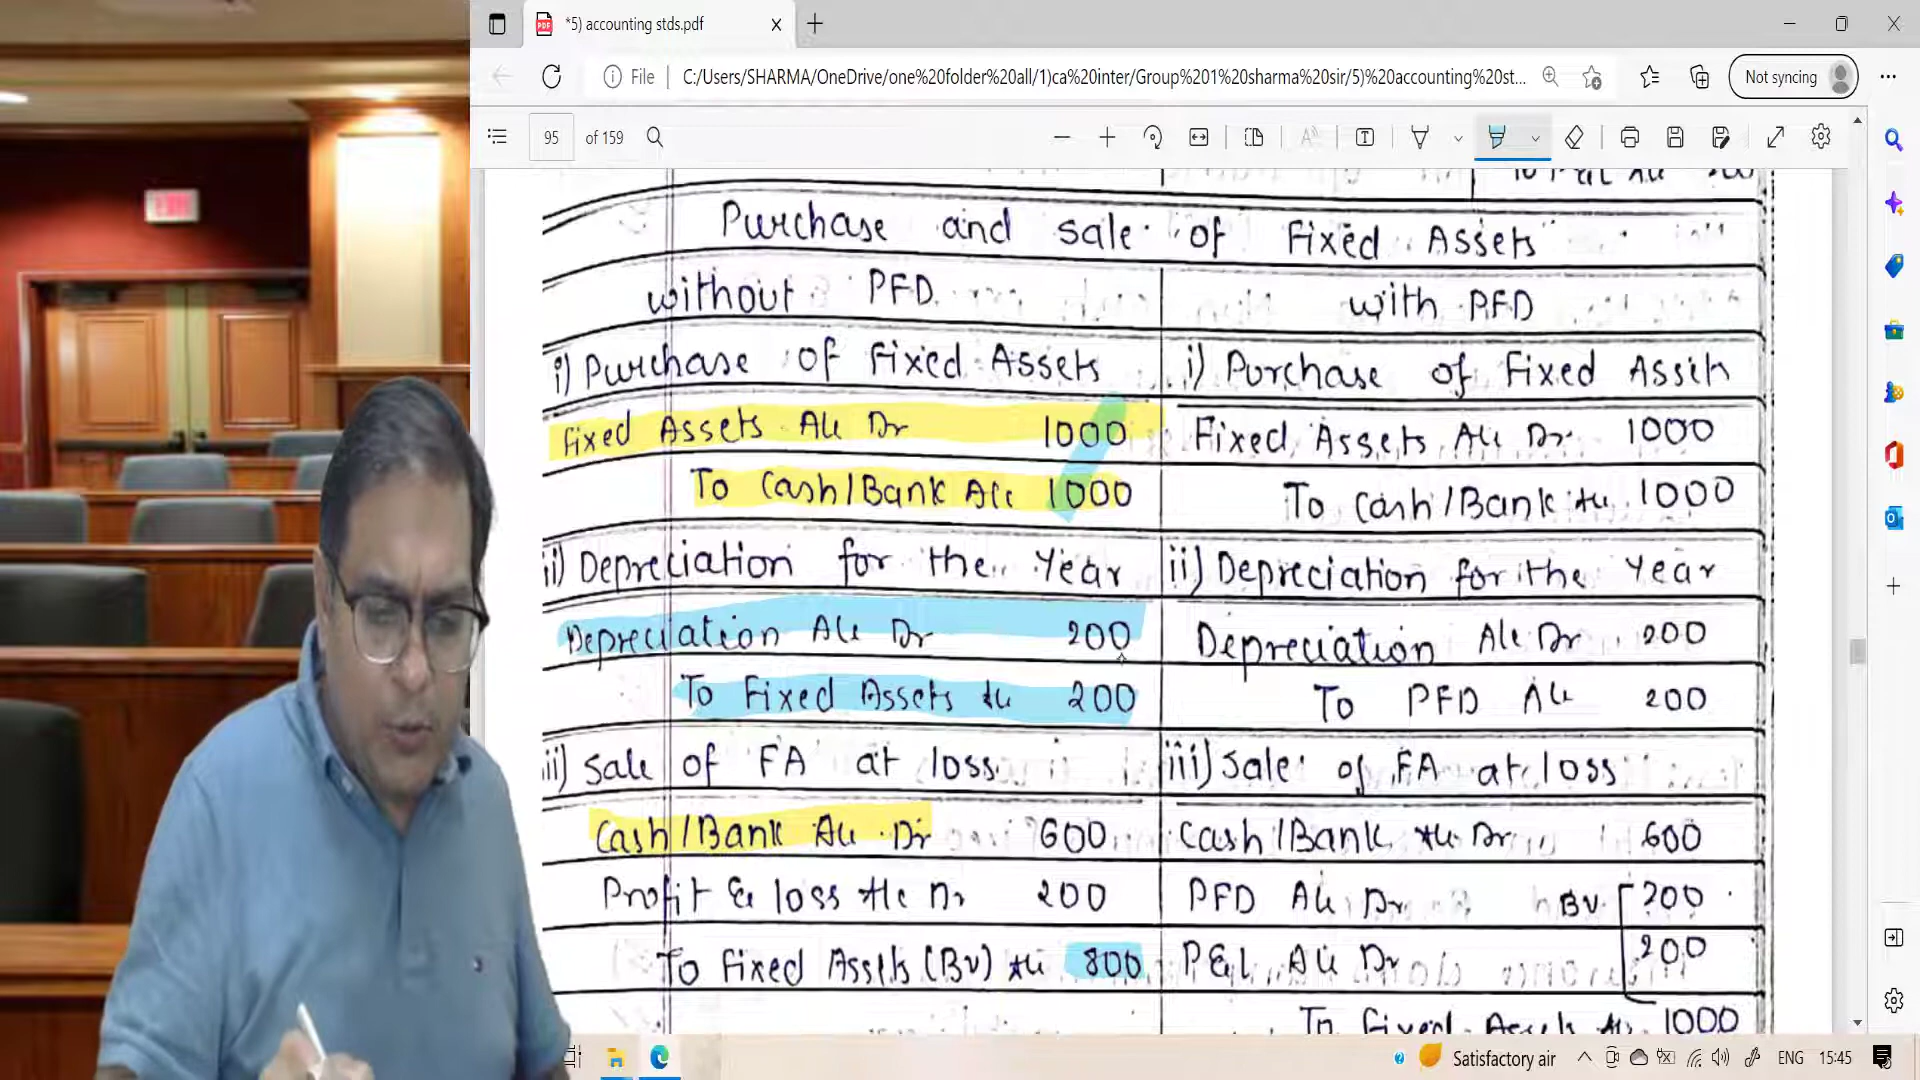 *5) accounting stds.pdf
File C:/Users/SHARMA/OneDrive/one%20folder%20all/1)ca%20inter/Group%201%20sharma%20sir/5)%20accounting%20st...
Not syncing
95 of 159
Purchase and sale of Fixed Assets
without PFD
with PFD
i) Purchase of Fixed Assets
i) Purchase of Fixed Assets
Fixed Assets A/c Dr 1000
Fixed Assets A/c Dr 1000
To Cash/Bank A/c 1000
To Cash/Bank A/c 1000
ii) Depreciation for the Year
ii) Depreciation for the Year
Depreciation A/c Dr 200
Depreciation A/c Dr 200
To Fixed Assets A/c 200
To PFD A/c 200
iii) Sale of FA at loss
iii) Sale of FA at loss
Cash/Bank A/c Dr 600
Cash/Bank A/c Dr 600
Profit & loss A/c Dr 200
PFD A/c Dr BV 200
To Fixed Assets (BV) A/c 800
P&L A/c Dr 200
To Fixed Assets A/c 1000
Satisfactory air
ENG 15:45